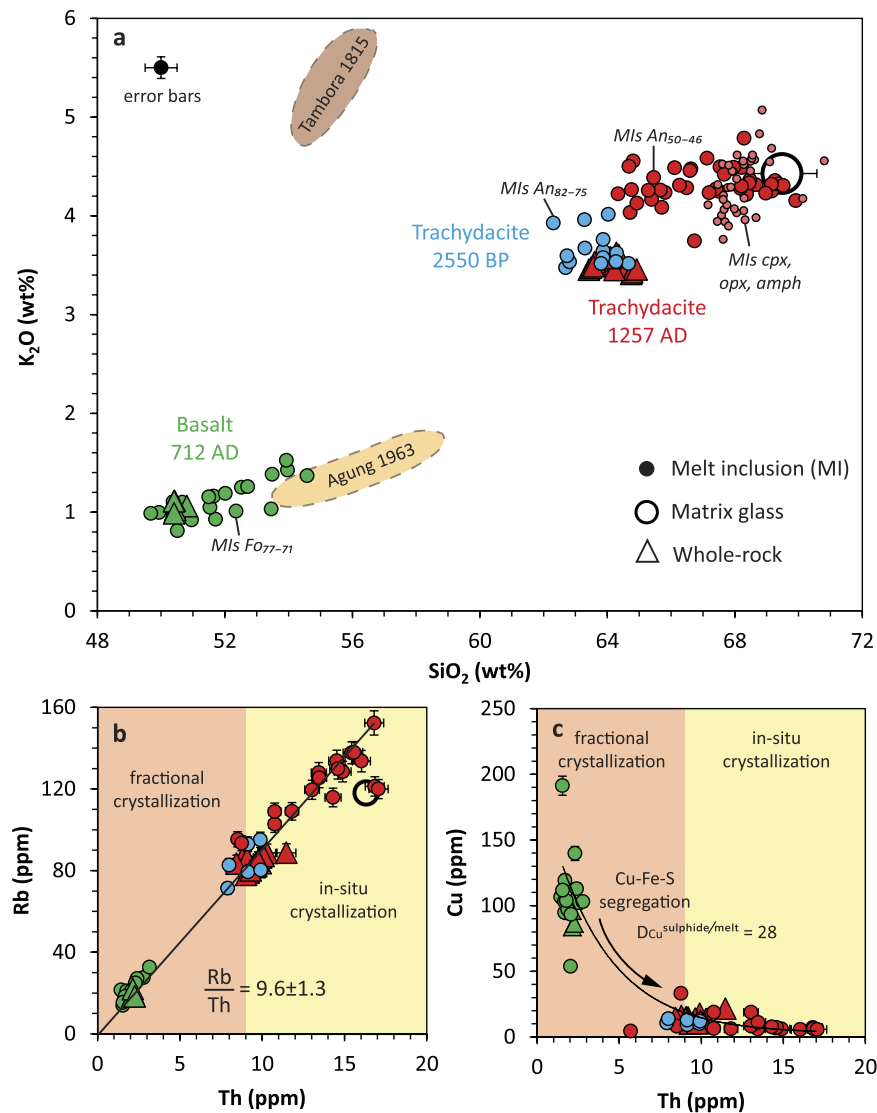 a
6
5
4
3
2
1
0
K₂O (wt%)
error bars
Tambora 1815
MIs An₅₀₋₄₆
MIs An₈₂₋₇₅
Trachydacite
2550 BP
MIs cpx,
opx, amph
Trachydacite
1257 AD
Basalt
712 AD
Agung 1963
MIs Fo₇₇₋₇₁
Melt inclusion (MI)
Matrix glass
Whole-rock
48 52 56 60 64 68 72
SiO₂ (wt%)
b
160
120
80
40
0
Rb (ppm)
fractional
crystallization
in-situ
crystallization
Rb
Th
= 9.6±1.3
0 5 10 15 20
Th (ppm)
c
250
200
150
100
50
0
Cu (ppm)
fractional
crystallization
in-situ
crystallization
Cu-Fe-S
segregation
D_Cu^sulphide/melt = 28
0 5 10 15 20
Th (ppm)